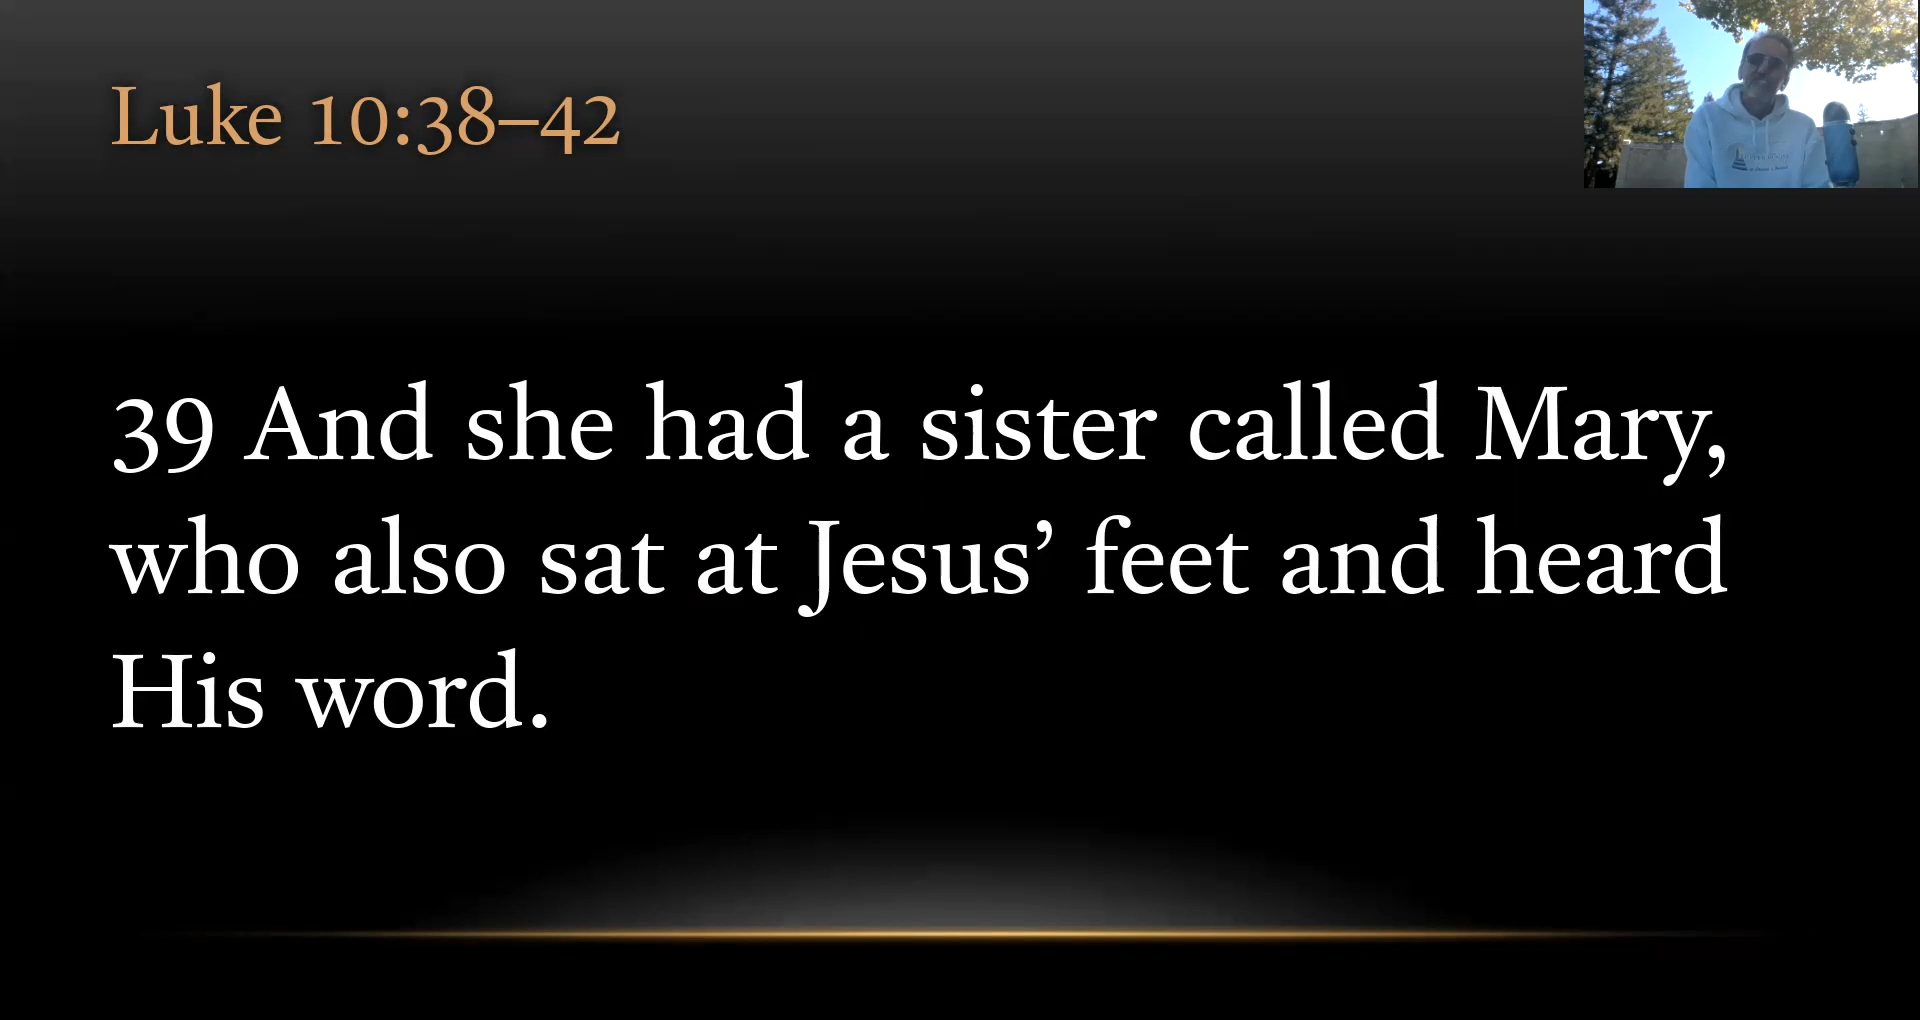 Luke 10:38–42
39 And she had a sister called Mary,
who also sat at Jesus’ feet and heard
His word.